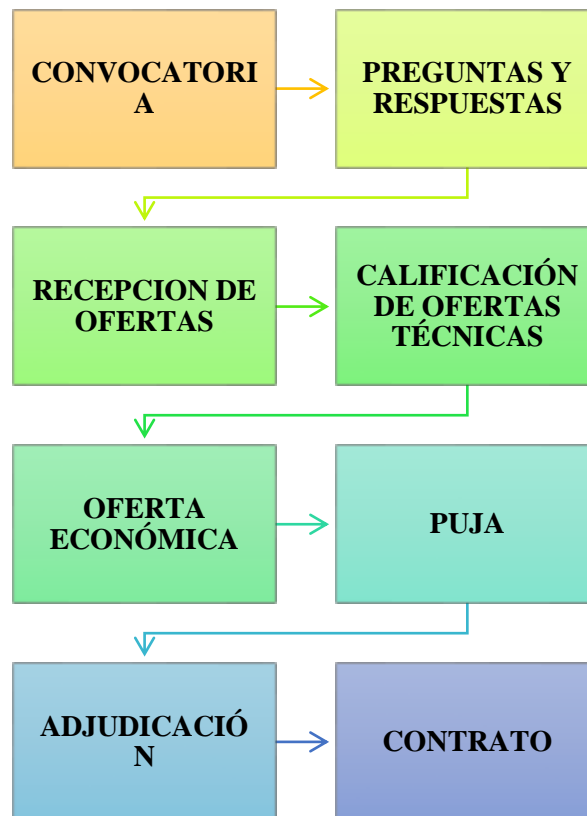 CONVOCATORI
A
PREGUNTAS Y
RESPUESTAS
RECEPCION DE
OFERTAS
CALIFICACIÓN
DE OFERTAS
TÉCNICAS
OFERTA
ECONÓMICA
PUJA
ADJUDICACIÓ
N
CONTRATO